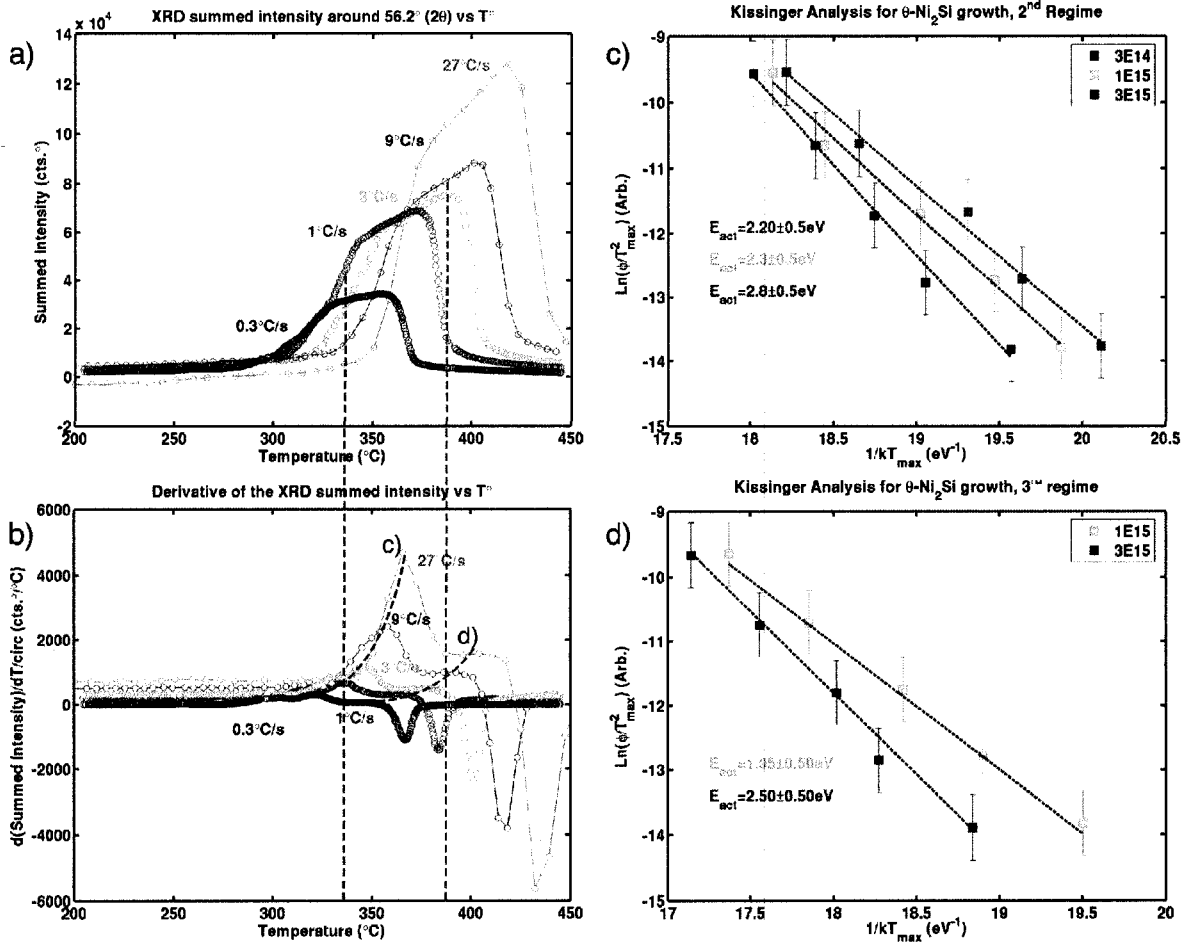 XRD summed intensity around 56.2° (2θ) vs T°
x 10⁴
a)
14
12
10
8
6
4
2
0
-2
Summed intensity (cts.°)
27°C/s
9°C/s
3°C/s
1°C/s
0.3°C/s
200 250 300 350 400 450
Temperature (°C)
Derivative of the XRD summed intensity vs T°
b)
6000
4000
2000
0
-2000
-4000
-6000
d(Summed intensity)/dT/circ (cts.°/°C)
c)
27°C/s
9°C/s
d)
3°C/s
1°C/s
0.3°C/s
200 250 300 350 400 450
Temperature (°C)
Kissinger Analysis for θ-Ni₂Si growth, 2ⁿᵈ Regime
c)
-9
-10
-11
-12
-13
-14
-15
Ln(ϕ/T²max) (Arb.)
3E14
1E15
3E15
Eact=2.20±0.5eV
Eact=2.3±0.5eV
Eact=2.8±0.5eV
17.5 18 18.5 19 19.5 20 20.5
1/kTmax (eV⁻¹)
Kissinger Analysis for θ-Ni₂Si growth, 3ʳᵈ regime
d)
-9
-10
-11
-12
-13
-14
-15
Ln(ϕ/T²max) (Arb.)
1E15
3E15
Eact=2.50±0.50eV
17 17.5 18 18.5 19 19.5 20
1/kTmax (eV⁻¹)